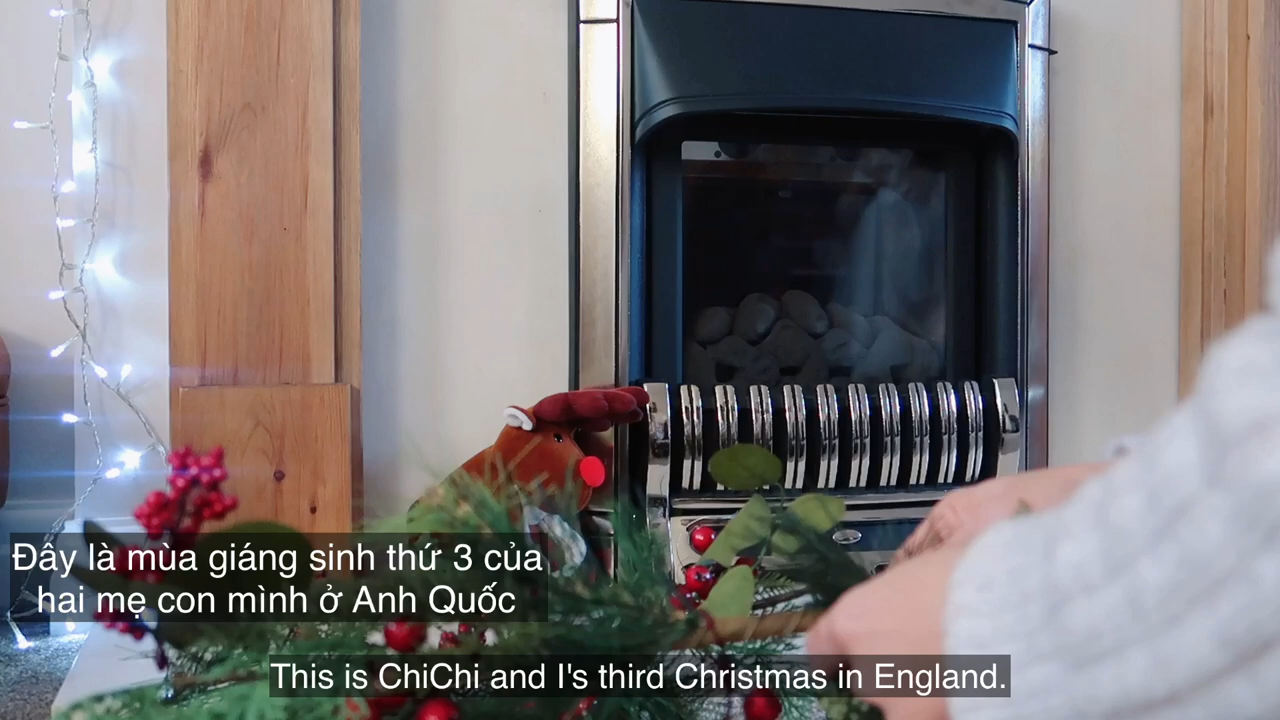 Đây là mùa giáng sinh thứ 3 của
hai mẹ con mình ở Anh Quốc
This is ChiChi and I's third Christmas in England.